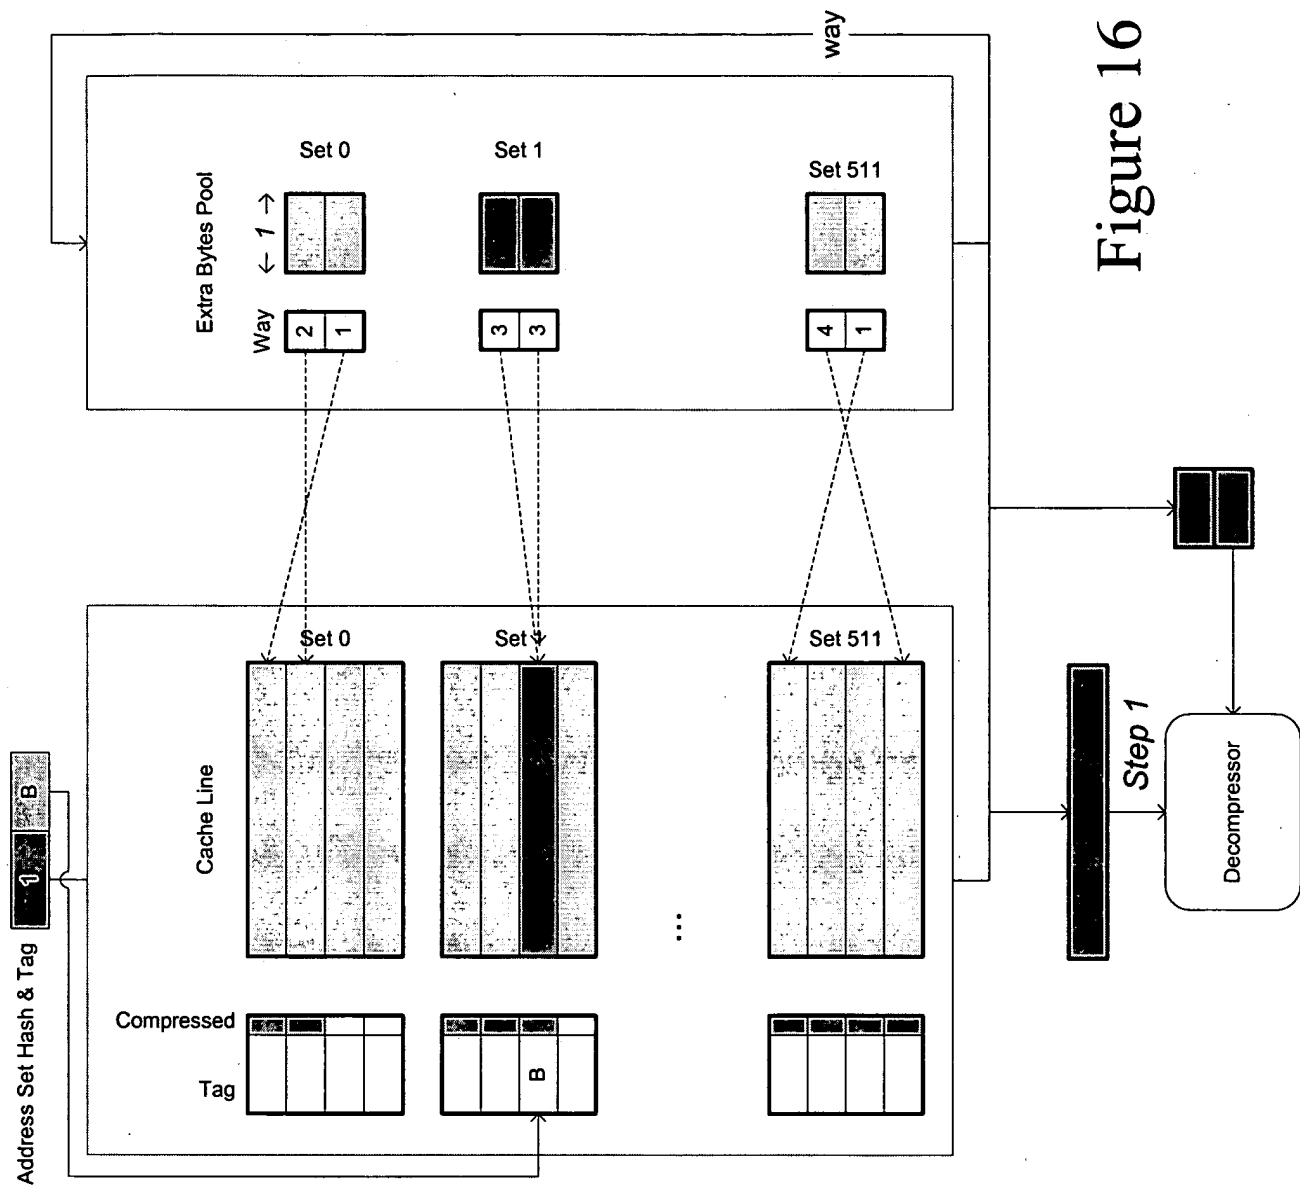 Address Set Hash & Tag
1
B
Tag
Compressed
Cache Line
Set 0
B
Set 1
...
Set 511
Extra Bytes Pool
Way
← 1 →
2
1
Set 0
3
3
Set 1
4
1
Set 511
way
Step 1
Decompressor
Figure 16